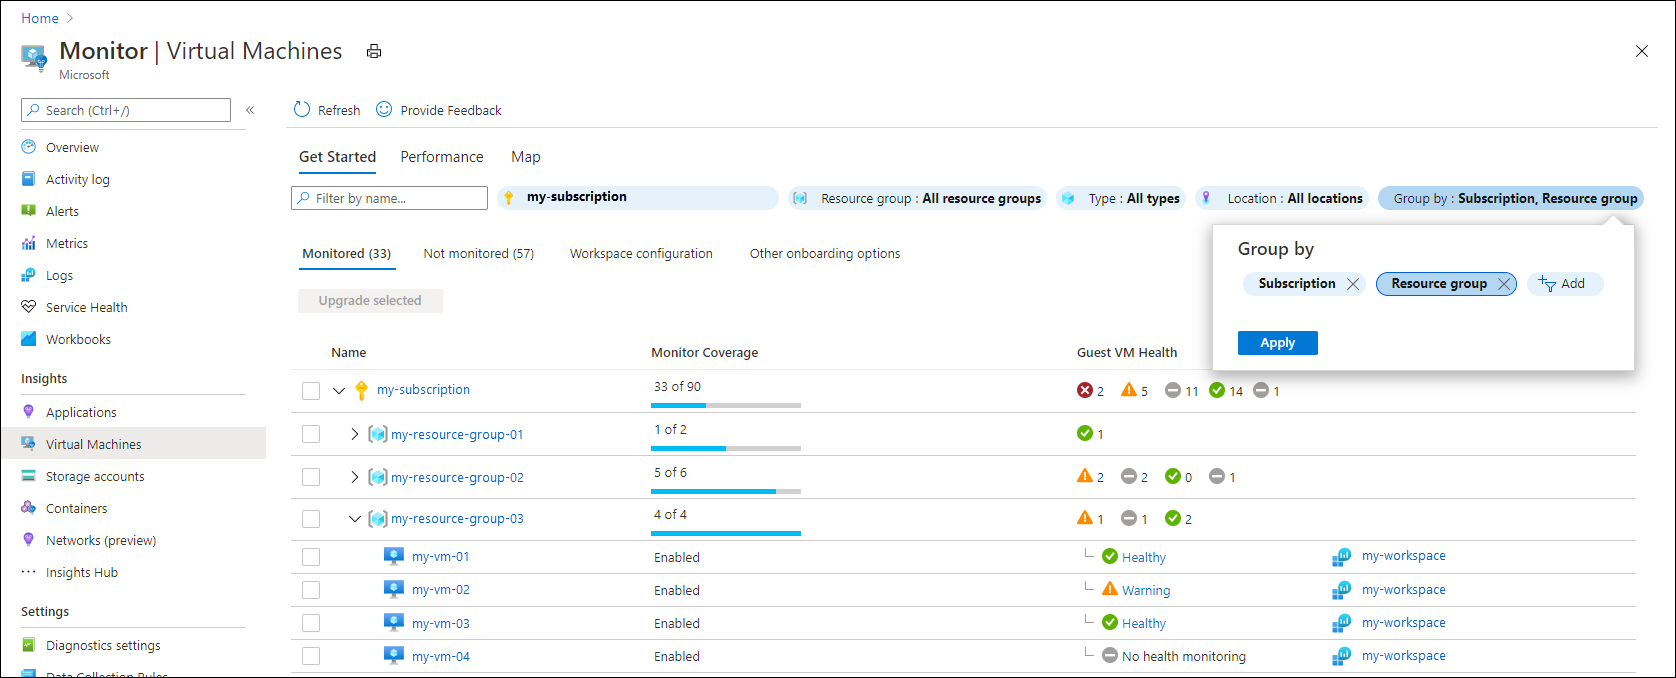 Home
Monitor | Virtual Machines
Microsoft
Search (Ctrl+/)
«
Refresh
Provide Feedback
Overview
Activity log
Alerts
Metrics
Logs
Service Health
Workbooks
Insights
Applications
Virtual Machines
Storage accounts
Containers
Networks (preview)
Insights Hub
Settings
Diagnostics settings
Data Collection Rules
Get Started Performance Map
Filter by name...
my-subscription
Resource group : All resource groups
Type : All types
Location : All locations
Group by : Subscription, Resource group
Group by
Subscription
Resource group
Add
Apply
Monitored (33) Not monitored (57) Workspace configuration Other onboarding options
Upgrade selected
Name Monitor Coverage Guest VM Health
my-subscription 33 of 90 2 5 11 14 1
my-resource-group-01 1 of 2 1
my-resource-group-02 5 of 6 2 2 0 1
my-resource-group-03 4 of 4 1 1 2
my-vm-01 Enabled Healthy my-workspace
my-vm-02 Enabled Warning my-workspace
my-vm-03 Enabled Healthy my-workspace
my-vm-04 Enabled No health monitoring my-workspace